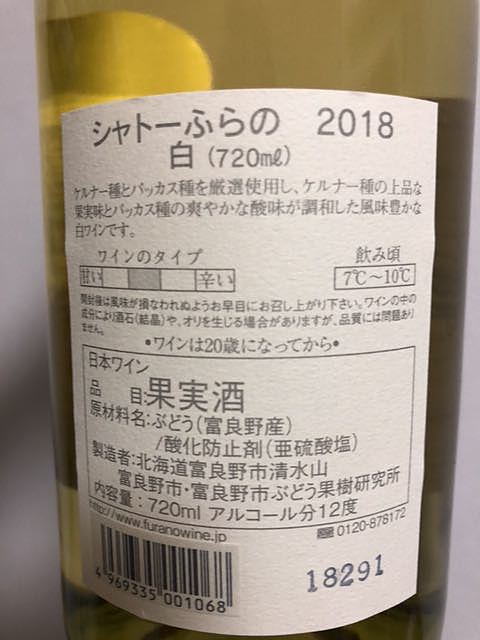 シャトーふらの 2018
白（720ml）
ケルナー種とバッカス種を厳選使用し、ケルナー種の上品な
果実味とバッカス種の爽やかな酸味が調和した風味豊かな
白ワインです。
ワインのタイプ 飲み頃
甘い 辛い 7℃～10℃
開封後は風味が損なわれぬようお早目にお召し上がり下さい。ワインの中の
成分により酒石（結晶）や、オリを生じる場合がありますが、品質には問題あり
ません。
•ワインは20歳になってから•
日本ワイン
品目:果実酒
原材料名:ぶどう（富良野産）
/酸化防止剤（亜硫酸塩）
製造者:北海道富良野市清水山
富良野市・富良野市ぶどう果樹研究所
内容量:720ml アルコール分12度
http://www.furanowine.jp 0120-878172
4 969335 001068
18291